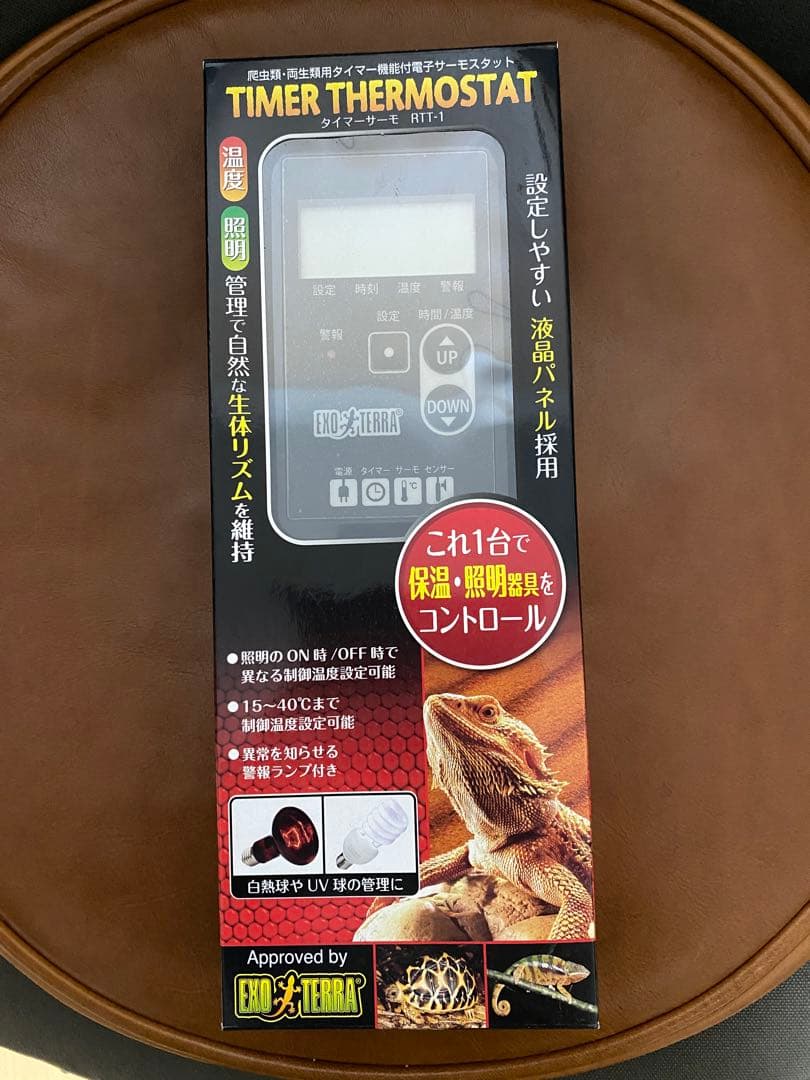 爬虫類・両生類用タイマー機能付電子サーモスタット
TIMER THERMOSTAT
タイマーサーモ RTT-1
温度
照明
管理で自然な生体リズムを維持
設定しやすい液晶パネル採用
設定 時刻 温度 警報
設定 時間/温度
警報
UP
DOWN
EXO TERRA®
電源 タイマー サーモ センサー
℃
これ1台で
保温・照明器具を
コントロール
●照明のON時/OFF時で
異なる制御温度設定可能
●15～40℃まで
制御温度設定可能
●異常を知らせる
警報ランプ付き
白熱球やUV球の管理に
Approved by
EXO TERRA®